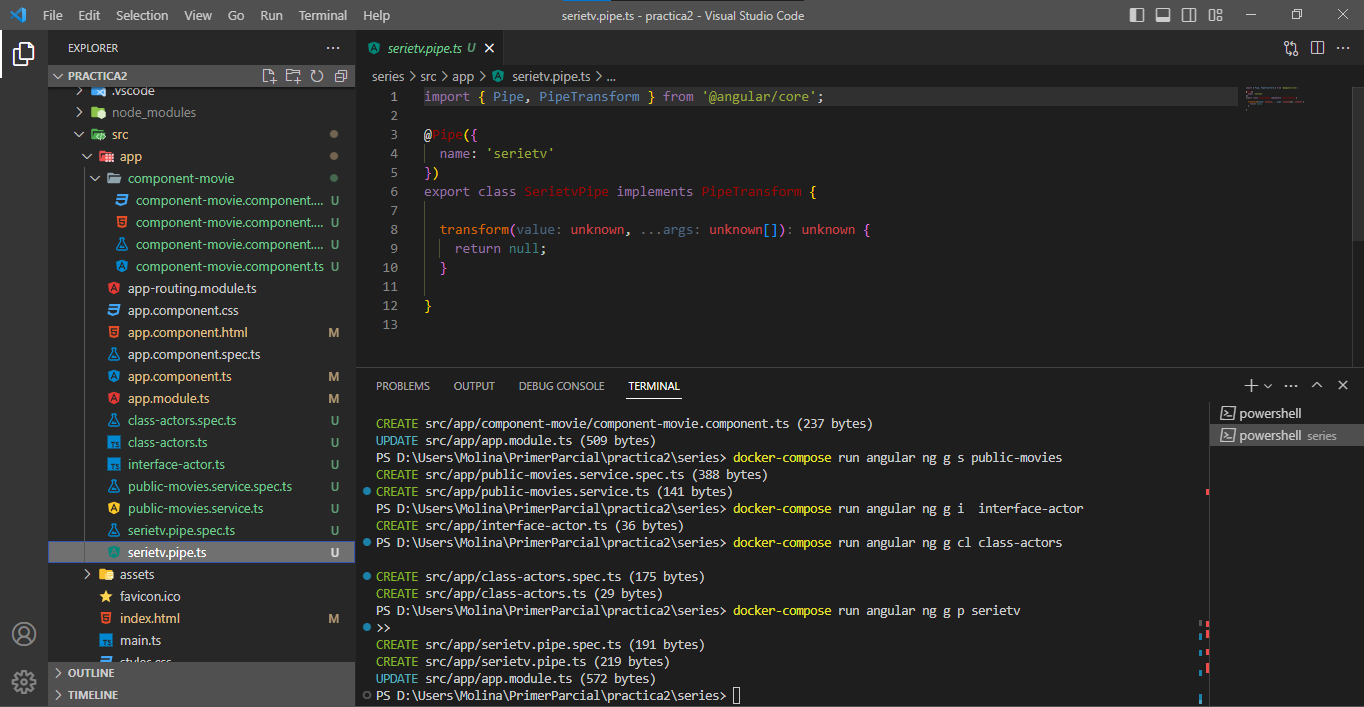 File Edit Selection View Go Run Terminal Help
serietv.pipe.ts - practica2 - Visual Studio Code
EXPLORER
PRACTICA2
.vscode
node_modules
src
app
component-movie
component-movie.component.... U
component-movie.component.... U
component-movie.component.... U
component-movie.component.ts U
app-routing.module.ts
app.component.css
app.component.html M
app.component.spec.ts
app.component.ts M
app.module.ts M
class-actors.spec.ts U
class-actors.ts U
interface-actor.ts U
public-movies.service.spec.ts U
public-movies.service.ts U
serietv.pipe.spec.ts U
serietv.pipe.ts U
assets
favicon.ico
index.html M
main.ts
styles.css
OUTLINE
TIMELINE
serietv.pipe.ts U
series > src > app > serietv.pipe.ts > ...
1 import { Pipe, PipeTransform } from '@angular/core';
2
3 @Pipe({
4 name: 'serietv'
5 })
6 export class SerietvPipe implements PipeTransform {
7
8 transform(value: unknown, ...args: unknown[]): unknown {
9 return null;
10 }
11
12 }
13
PROBLEMS OUTPUT DEBUG CONSOLE TERMINAL
CREATE src/app/component-movie/component-movie.component.ts (237 bytes)
UPDATE src/app/app.module.ts (509 bytes)
PS D:\Users\Molina\PrimerParcial\practica2\series> docker-compose run angular ng g s public-movies
CREATE src/app/public-movies.service.spec.ts (388 bytes)
CREATE src/app/public-movies.service.ts (141 bytes)
PS D:\Users\Molina\PrimerParcial\practica2\series> docker-compose run angular ng g i  interface-actor
CREATE src/app/interface-actor.ts (36 bytes)
PS D:\Users\Molina\PrimerParcial\practica2\series> docker-compose run angular ng g cl class-actors
CREATE src/app/class-actors.spec.ts (175 bytes)
CREATE src/app/class-actors.ts (29 bytes)
PS D:\Users\Molina\PrimerParcial\practica2\series> docker-compose run angular ng g p serietv
>>
CREATE src/app/serietv.pipe.spec.ts (191 bytes)
CREATE src/app/serietv.pipe.ts (219 bytes)
UPDATE src/app/app.module.ts (572 bytes)
PS D:\Users\Molina\PrimerParcial\practica2\series>
powershell
powershell series